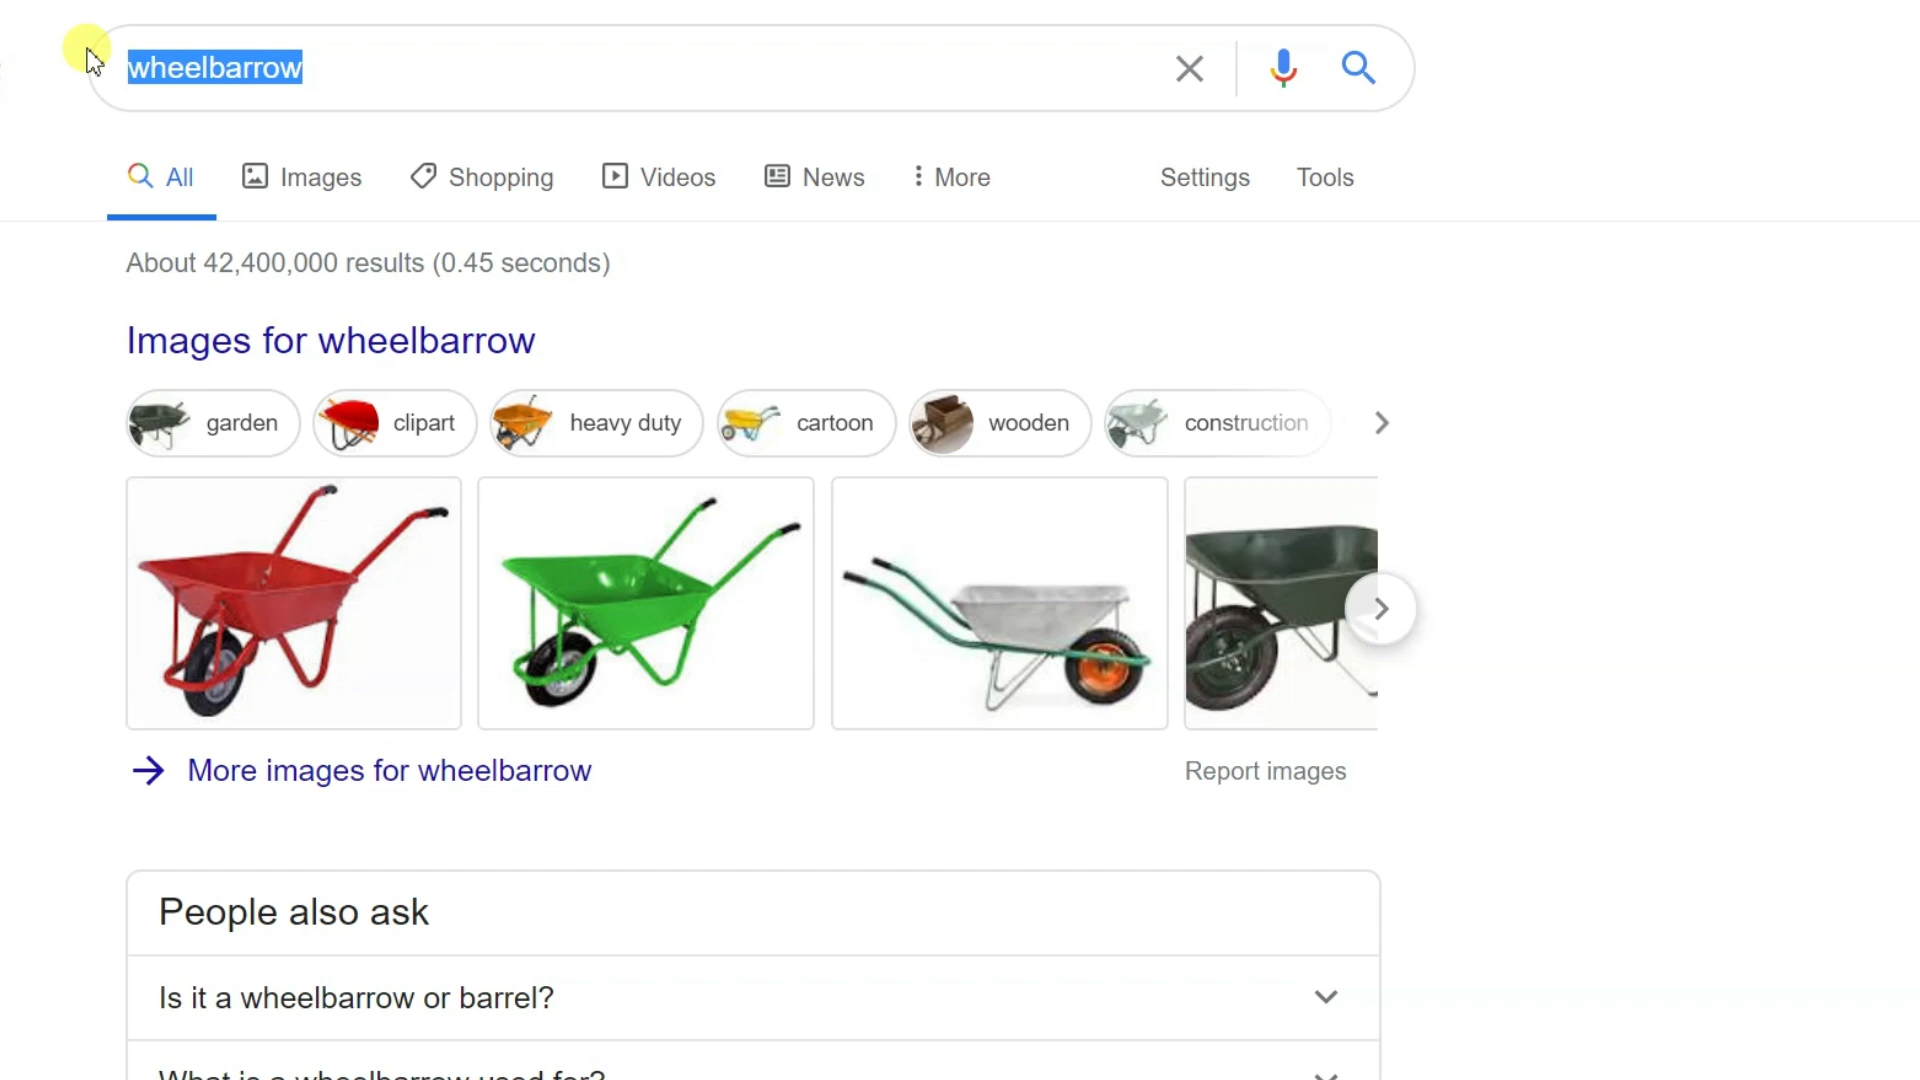 wheelbarrow
All Images Shopping Videos News More Settings Tools
About 42,400,000 results (0.45 seconds)
Images for wheelbarrow
garden clipart heavy duty cartoon wooden construction
More images for wheelbarrow Report images
People also ask
Is it a wheelbarrow or barrel?
What is a wheelbarrow used for?